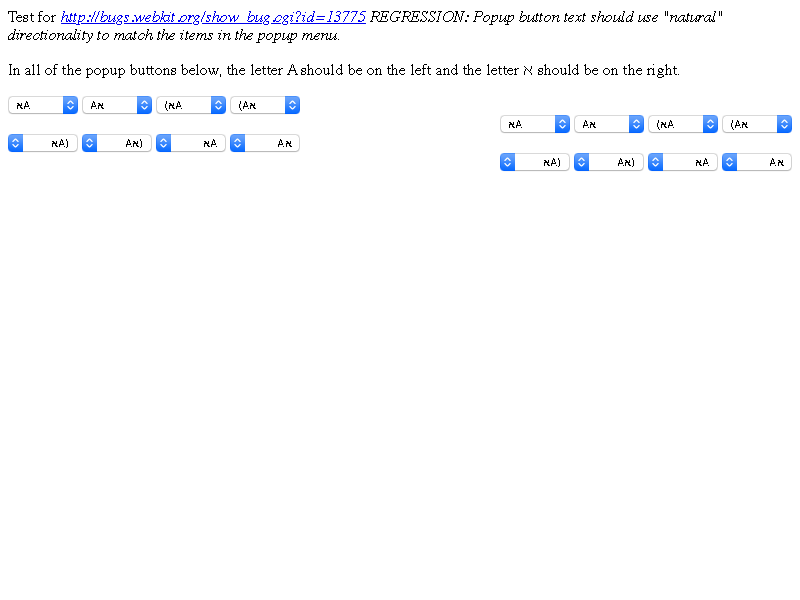 Test for http://bugs.webkit.org/show_bug.cgi?id=13775 REGRESSION: Popup button text should use "natural"
directionality to match the items in the popup menu.
In all of the popup buttons below, the letter A should be on the left and the letter א should be on the right.
אA Aא (אA (Aא
אA Aא (אA (Aא
אA) Aא) אA Aא
אA) Aא) אA Aא